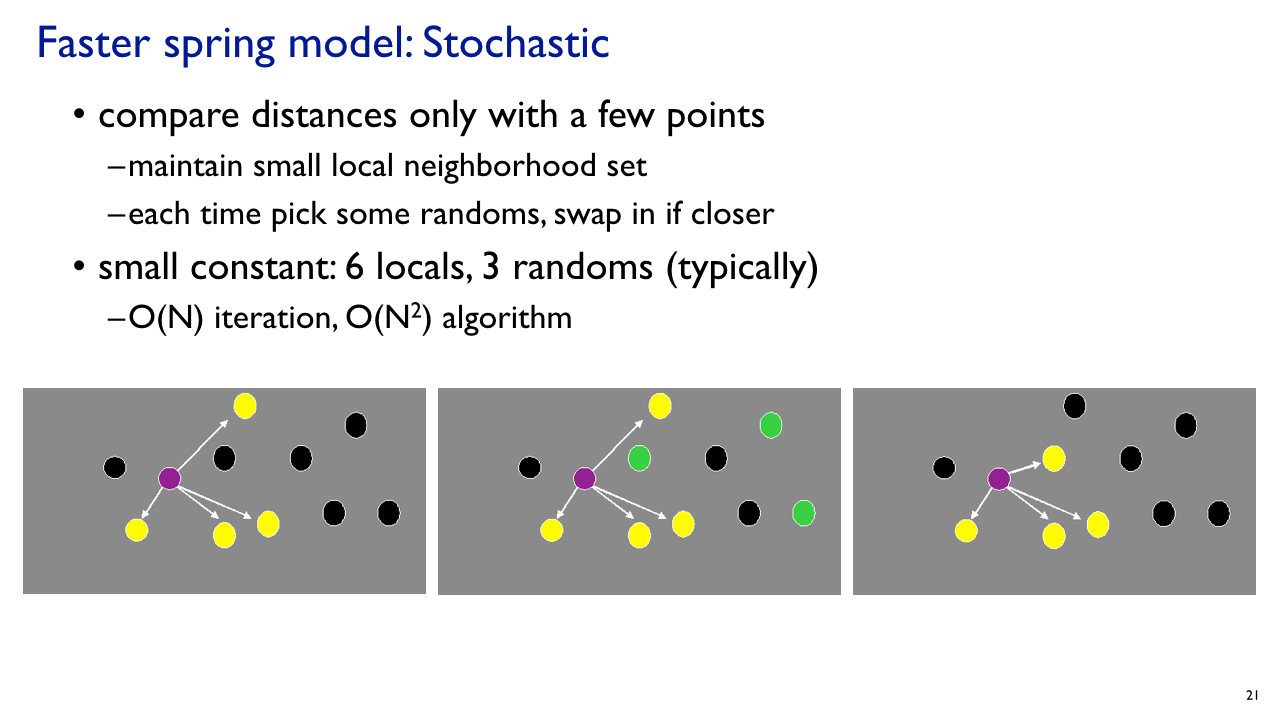 Faster spring model: Stochastic
• compare distances only with a few points
–maintain small local neighborhood set
–each time pick some randoms, swap in if closer
• small constant: 6 locals, 3 randoms (typically)
–O(N) iteration, O(N²) algorithm
21